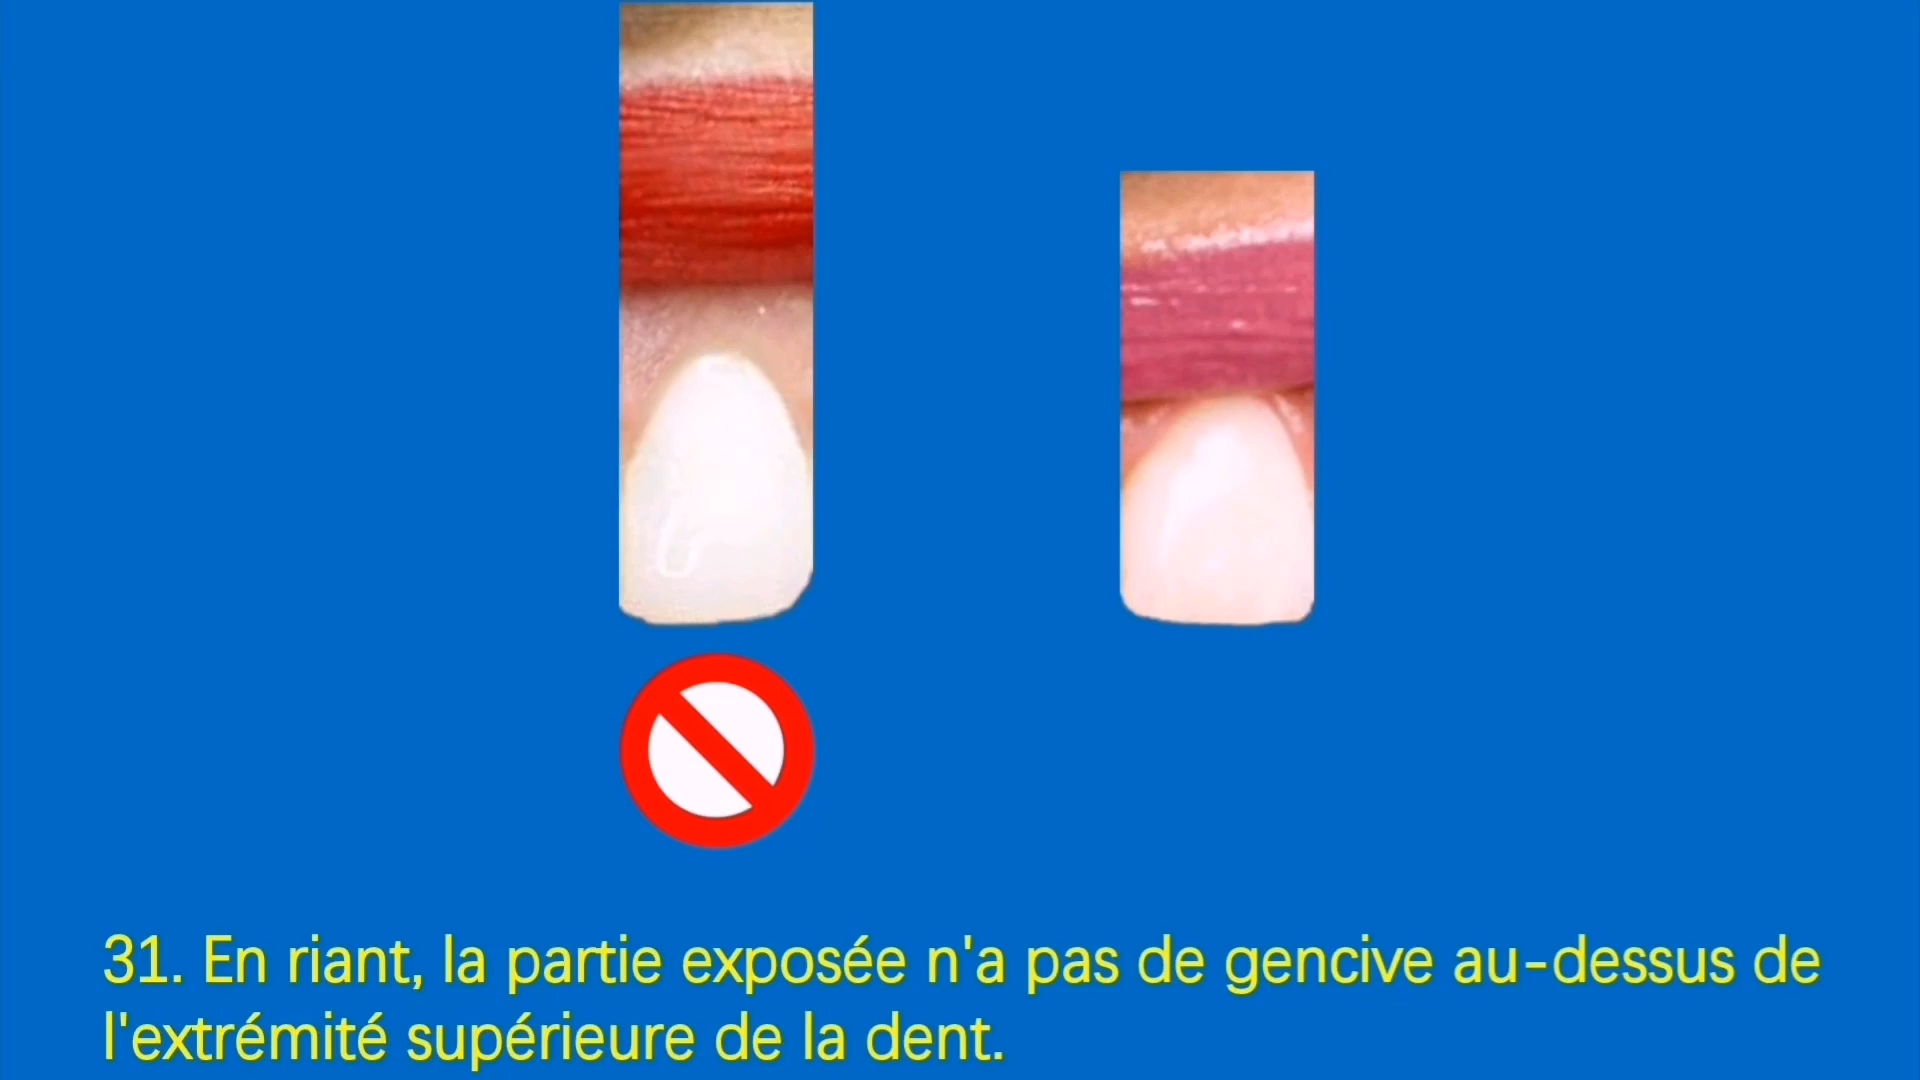 31. En riant, la partie exposée n'a pas de gencive au-dessus de
l'extrémité supérieure de la dent.